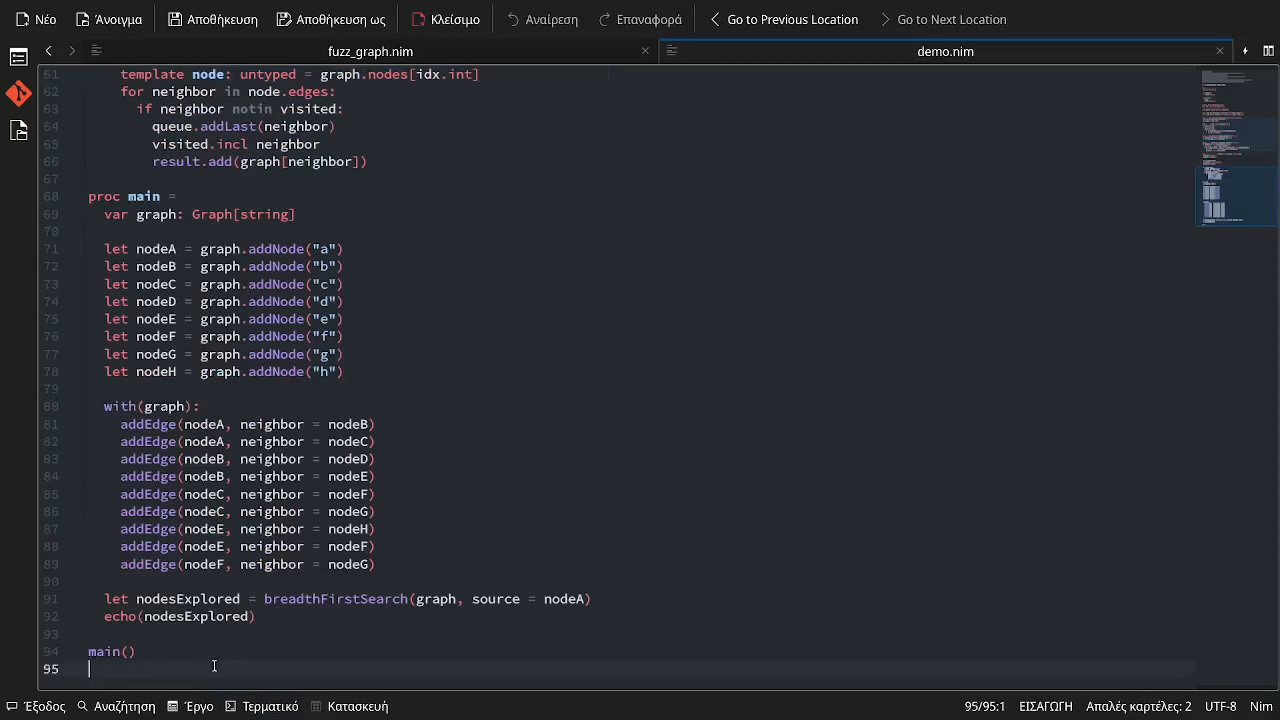 Νέο Άνοιγμα Αποθήκευση Αποθήκευση ως Κλείσιμο Αναίρεση Επαναφορά Go to Previous Location Go to Next Location
fuzz_graph.nim demo.nim
61 template node: untyped = graph.nodes[idx.int]
62 for neighbor in node.edges:
63 if neighbor notin visited:
64 queue.addLast(neighbor)
65 visited.incl neighbor
66 result.add(graph[neighbor])
67
68 proc main =
69 var graph: Graph[string]
70
71 let nodeA = graph.addNode("a")
72 let nodeB = graph.addNode("b")
73 let nodeC = graph.addNode("c")
74 let nodeD = graph.addNode("d")
75 let nodeE = graph.addNode("e")
76 let nodeF = graph.addNode("f")
77 let nodeG = graph.addNode("g")
78 let nodeH = graph.addNode("h")
79
80 with(graph):
81 addEdge(nodeA, neighbor = nodeB)
82 addEdge(nodeA, neighbor = nodeC)
83 addEdge(nodeB, neighbor = nodeD)
84 addEdge(nodeB, neighbor = nodeE)
85 addEdge(nodeC, neighbor = nodeF)
86 addEdge(nodeC, neighbor = nodeG)
87 addEdge(nodeE, neighbor = nodeH)
88 addEdge(nodeE, neighbor = nodeF)
89 addEdge(nodeF, neighbor = nodeG)
90
91 let nodesExplored = breadthFirstSearch(graph, source = nodeA)
92 echo(nodesExplored)
93
94 main()
95
Έξοδος Αναζήτηση Έργο Τερματικό Κατασκευή 95/95:1 ΕΙΣΑΓΩΓΗ Απαλές καρτέλες: 2 UTF-8 Nim